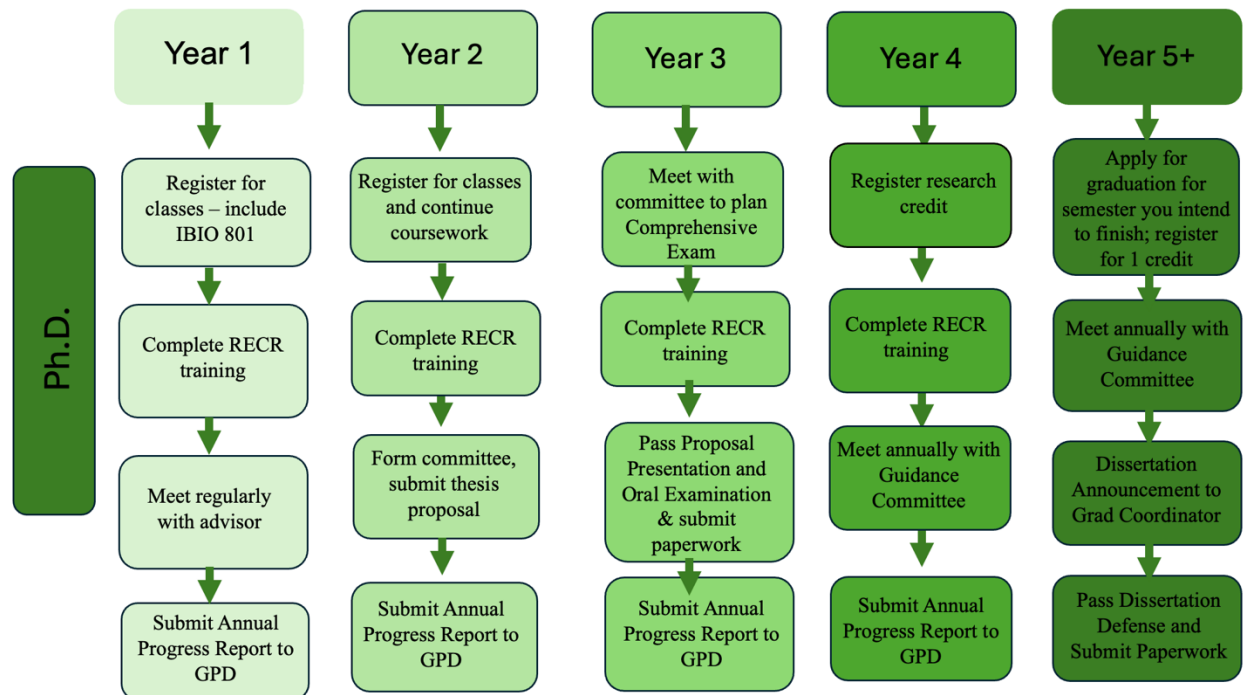 Ph.D.
Year 1
Register for
classes – include
IBIO 801
Complete RECR
training
Meet regularly
with advisor
Submit Annual
Progress Report to
GPD
Year 2
Register for classes
and continue
coursework
Complete RECR
training
Form committee,
submit thesis
proposal
Submit Annual
Progress Report to
GPD
Year 3
Meet with
committee to plan
Comprehensive
Exam
Complete RECR
training
Pass Proposal
Presentation and
Oral Examination
& submit
paperwork
Submit Annual
Progress Report to
GPD
Year 4
Register research
credit
Complete RECR
training
Meet annually with
Guidance
Committee
Submit Annual
Progress Report to
GPD
Year 5+
Apply for
graduation for
semester you intend
to finish; register
for 1 credit
Meet annually with
Guidance
Committee
Dissertation
Announcement to
Grad Coordinator
Pass Dissertation
Defense and
Submit Paperwork